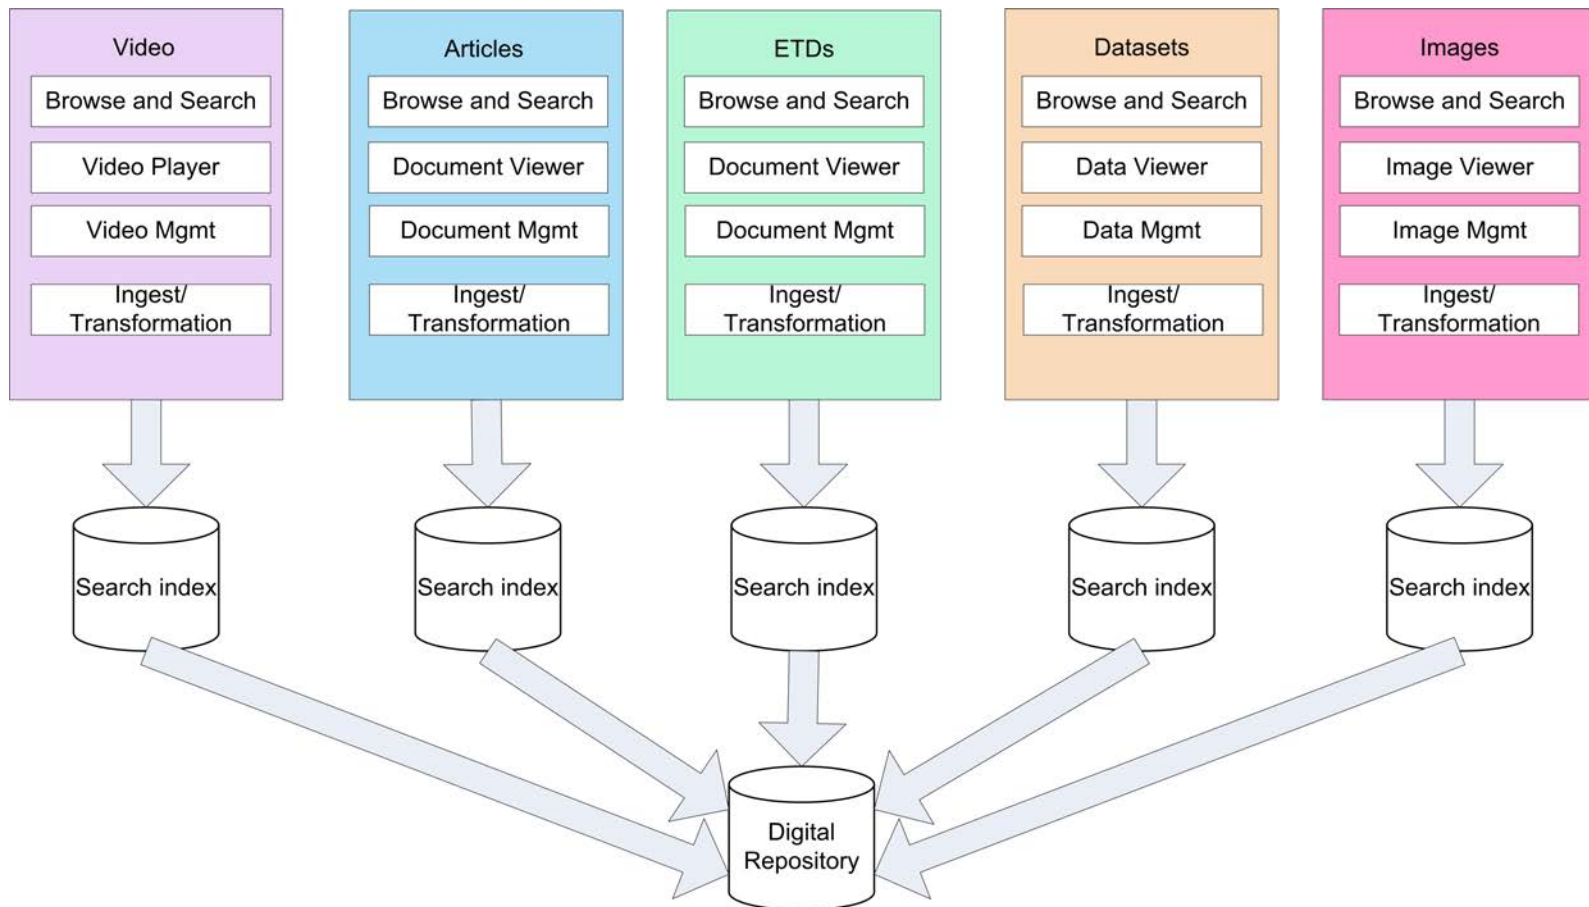 Video
Browse and Search
Video Player
Video Mgmt
Ingest/
Transformation
Articles
Browse and Search
Document Viewer
Document Mgmt
Ingest/
Transformation
ETDs
Browse and Search
Document Viewer
Document Mgmt
Ingest/
Transformation
Datasets
Browse and Search
Data Viewer
Data Mgmt
Ingest/
Transformation
Images
Browse and Search
Image Viewer
Image Mgmt
Ingest/
Transformation
Search index
Search index
Search index
Search index
Search index
Digital
Repository